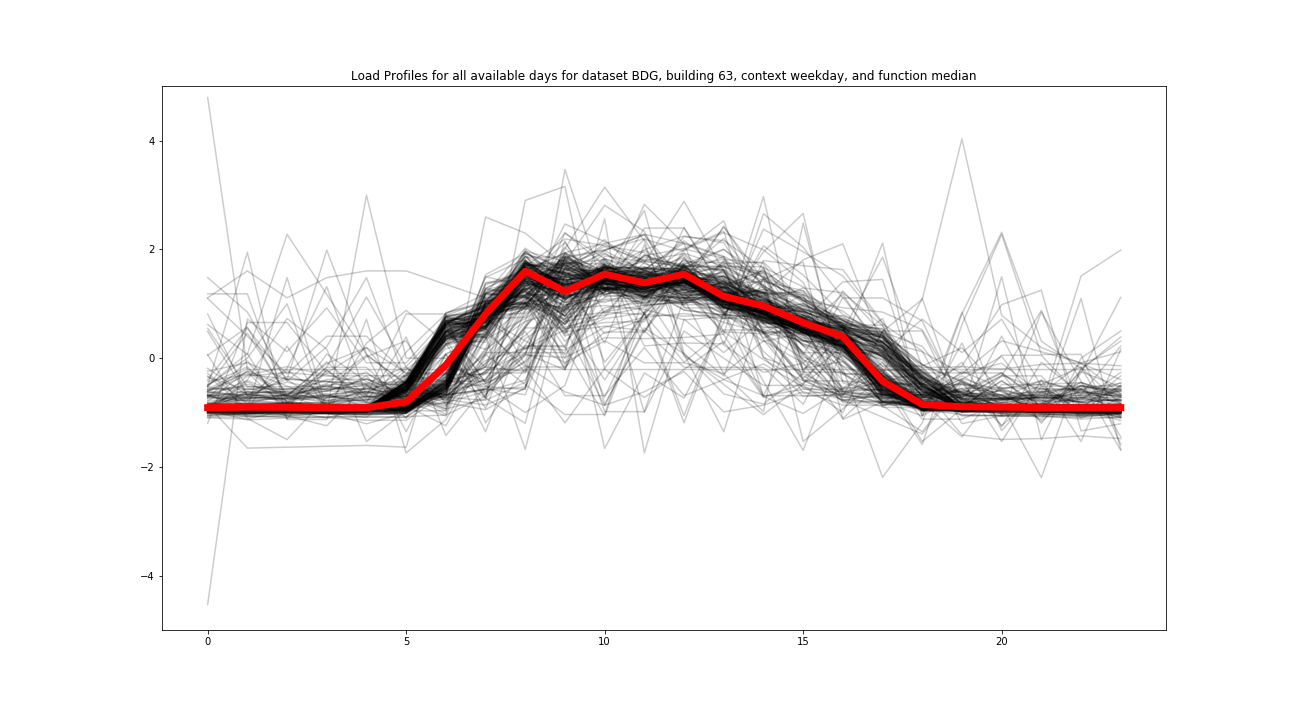 Load Profiles for all available days for dataset BDG, building 63, context weekday, and function median
4
2
0
−2
−4
0 5 10 15 20